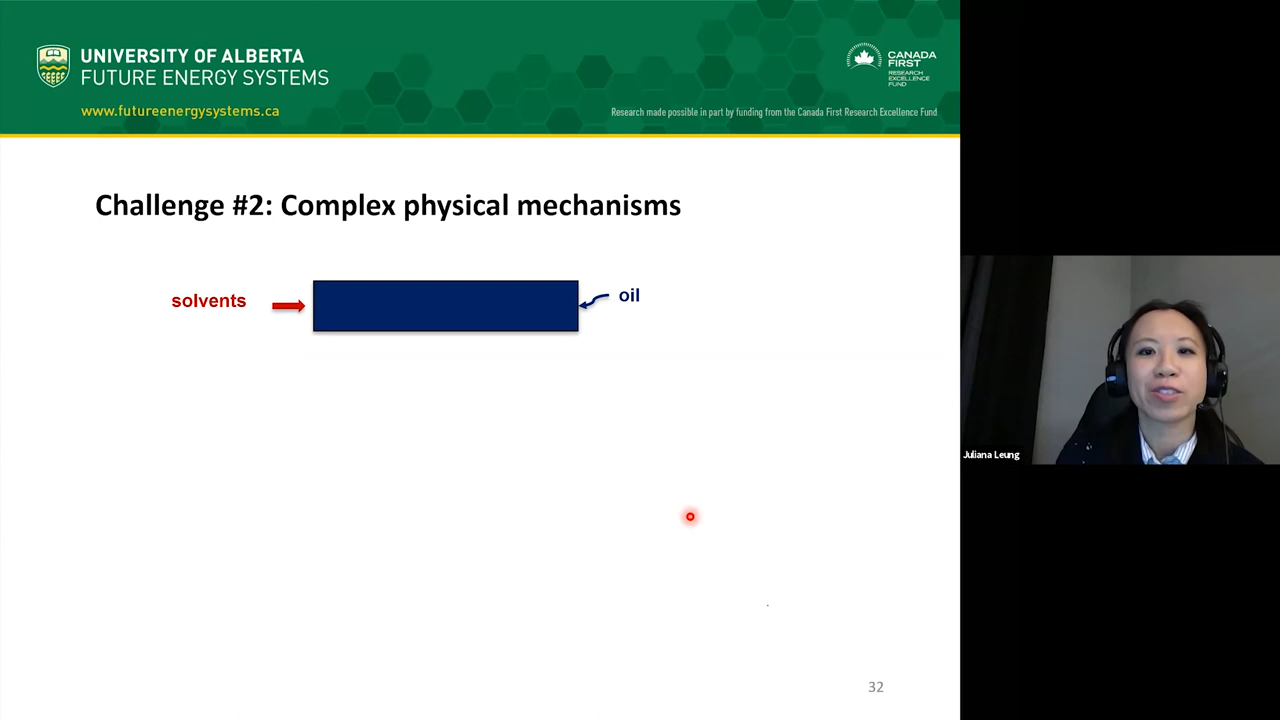 UNIVERSITY OF ALBERTA
FUTURE ENERGY SYSTEMS
www.futureenergysystems.ca
CANADA
FIRST
RESEARCH
EXCELLENCE
FUND
Research made possible in part by funding from the Canada First Research Excellence Fund
Challenge #2: Complex physical mechanisms
solvents
oil
Juliana Leung
32